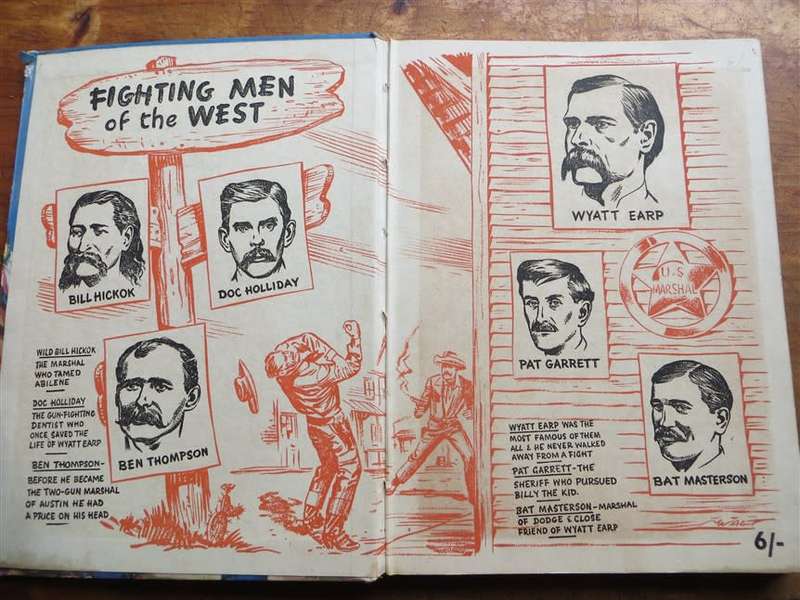 FIGHTING MEN
of the WEST
BILL HICKOK
DOC HOLLIDAY
WILD BILL HICKOK
THE MARSHAL
WHO TAMED
ABILENE
DOC HOLLIDAY
THE GUN-FIGHTING
DENTIST WHO
ONCE SAVED THE
LIFE OF WYATT EARP
BEN THOMPSON-
BEFORE HE BECAME
THE TWO-GUN MARSHAL
OF AUSTIN HE HAD
A PRICE ON HIS HEAD
BEN THOMPSON
WYATT EARP
U.S
MARSHAL
PAT GARRETT
BAT MASTERSON
WYATT EARP WAS THE
MOST FAMOUS OF THEM
ALL & HE NEVER WALKED
AWAY FROM A FIGHT
PAT GARRETT-THE
SHERIFF WHO PURSUED
BILLY THE KID.
BAT MASTERSON-MARSHAL
OF DODGE & CLOSE
FRIEND OF WYATT EARP
6/-